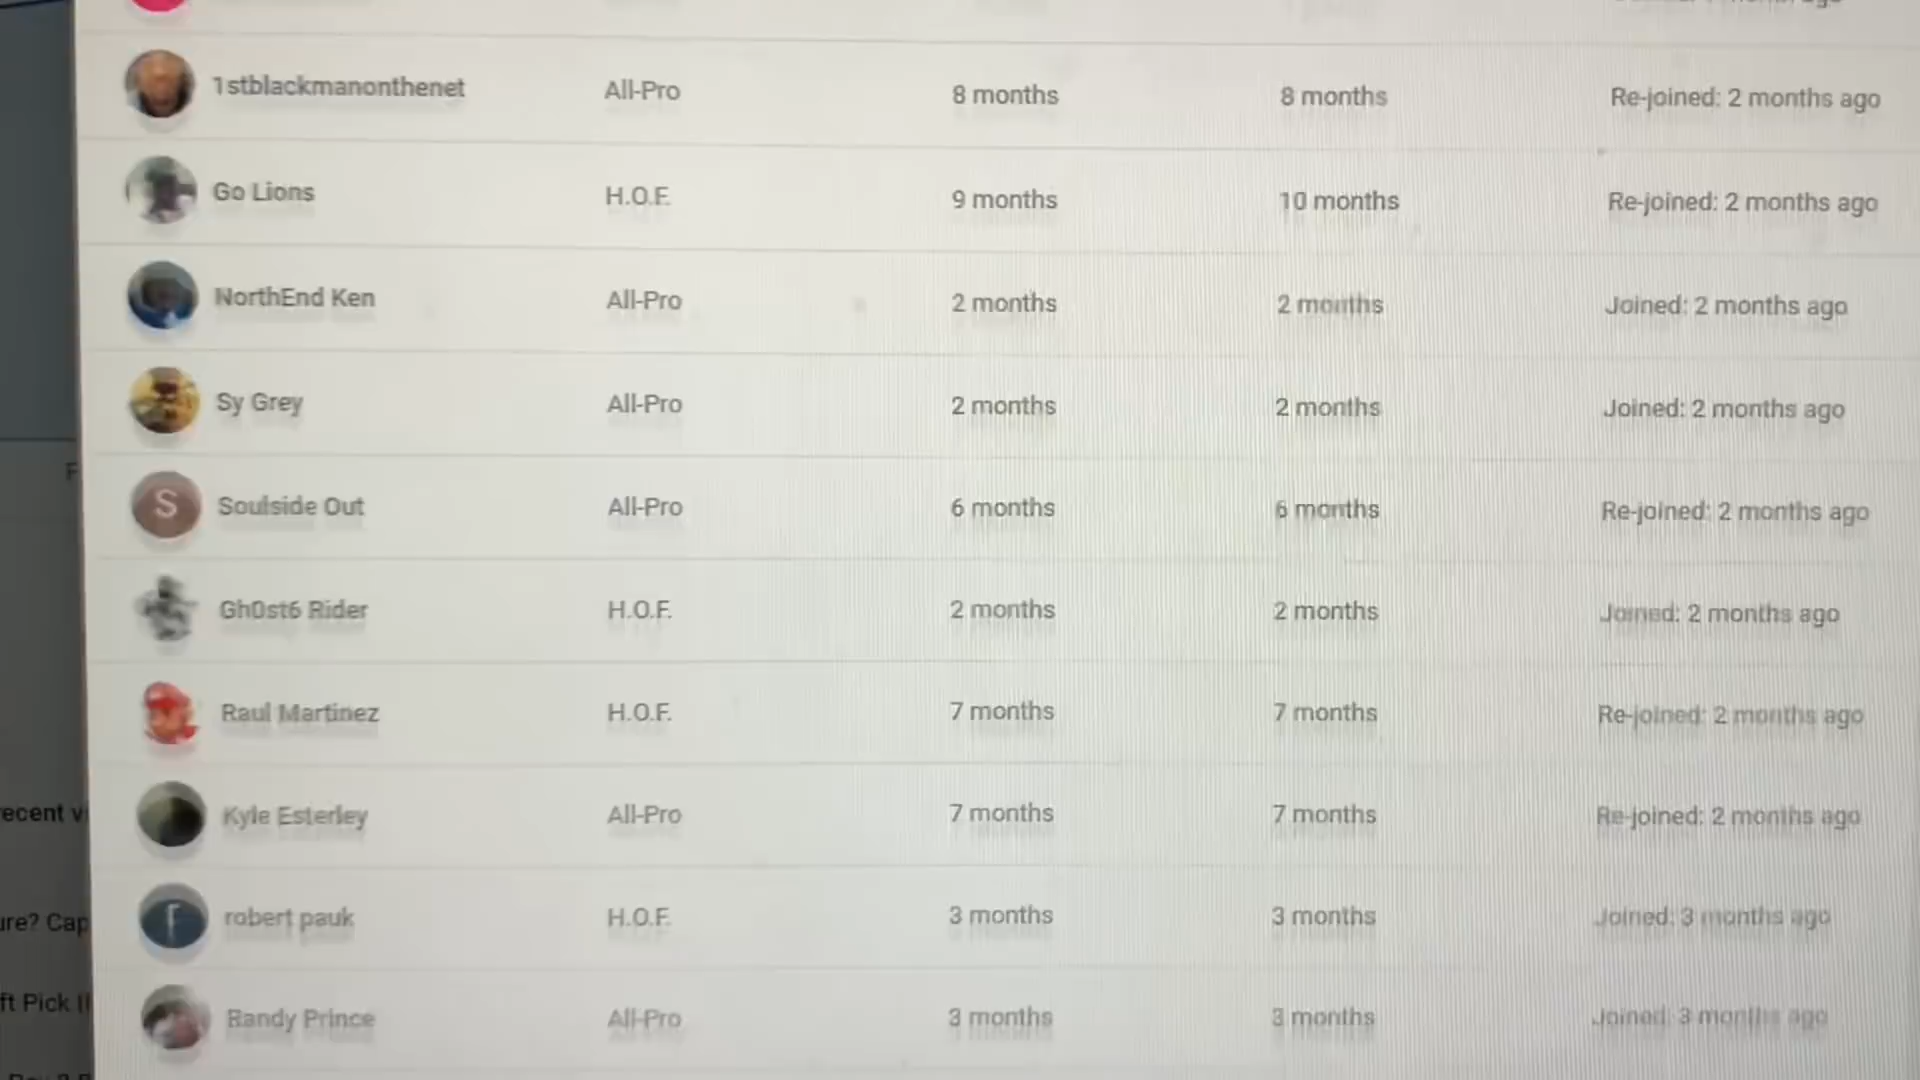 1stblackmanonthenet All-Pro 8 months 8 months Re-joined: 2 months ago
Go Lions H.O.F. 9 months 10 months Re-joined: 2 months ago
NorthEnd Ken All-Pro 2 months 2 months Joined: 2 months ago
Sy Grey All-Pro 2 months 2 months Joined: 2 months ago
F
S Soulside Out All-Pro 6 months 6 months Re-joined: 2 months ago
Gh0st6 Rider H.O.F. 2 months 2 months Joined: 2 months ago
Raul Martinez H.O.F. 7 months 7 months Re-joined: 2 months ago
ecent vi Kyle Esterley All-Pro 7 months 7 months Re-joined: 2 months ago
ure? Cap r robert pauk H.O.F. 3 months 3 months Joined: 3 months ago
ft Pick Randy Prince All-Pro 3 months 3 months Joined: 3 months ago